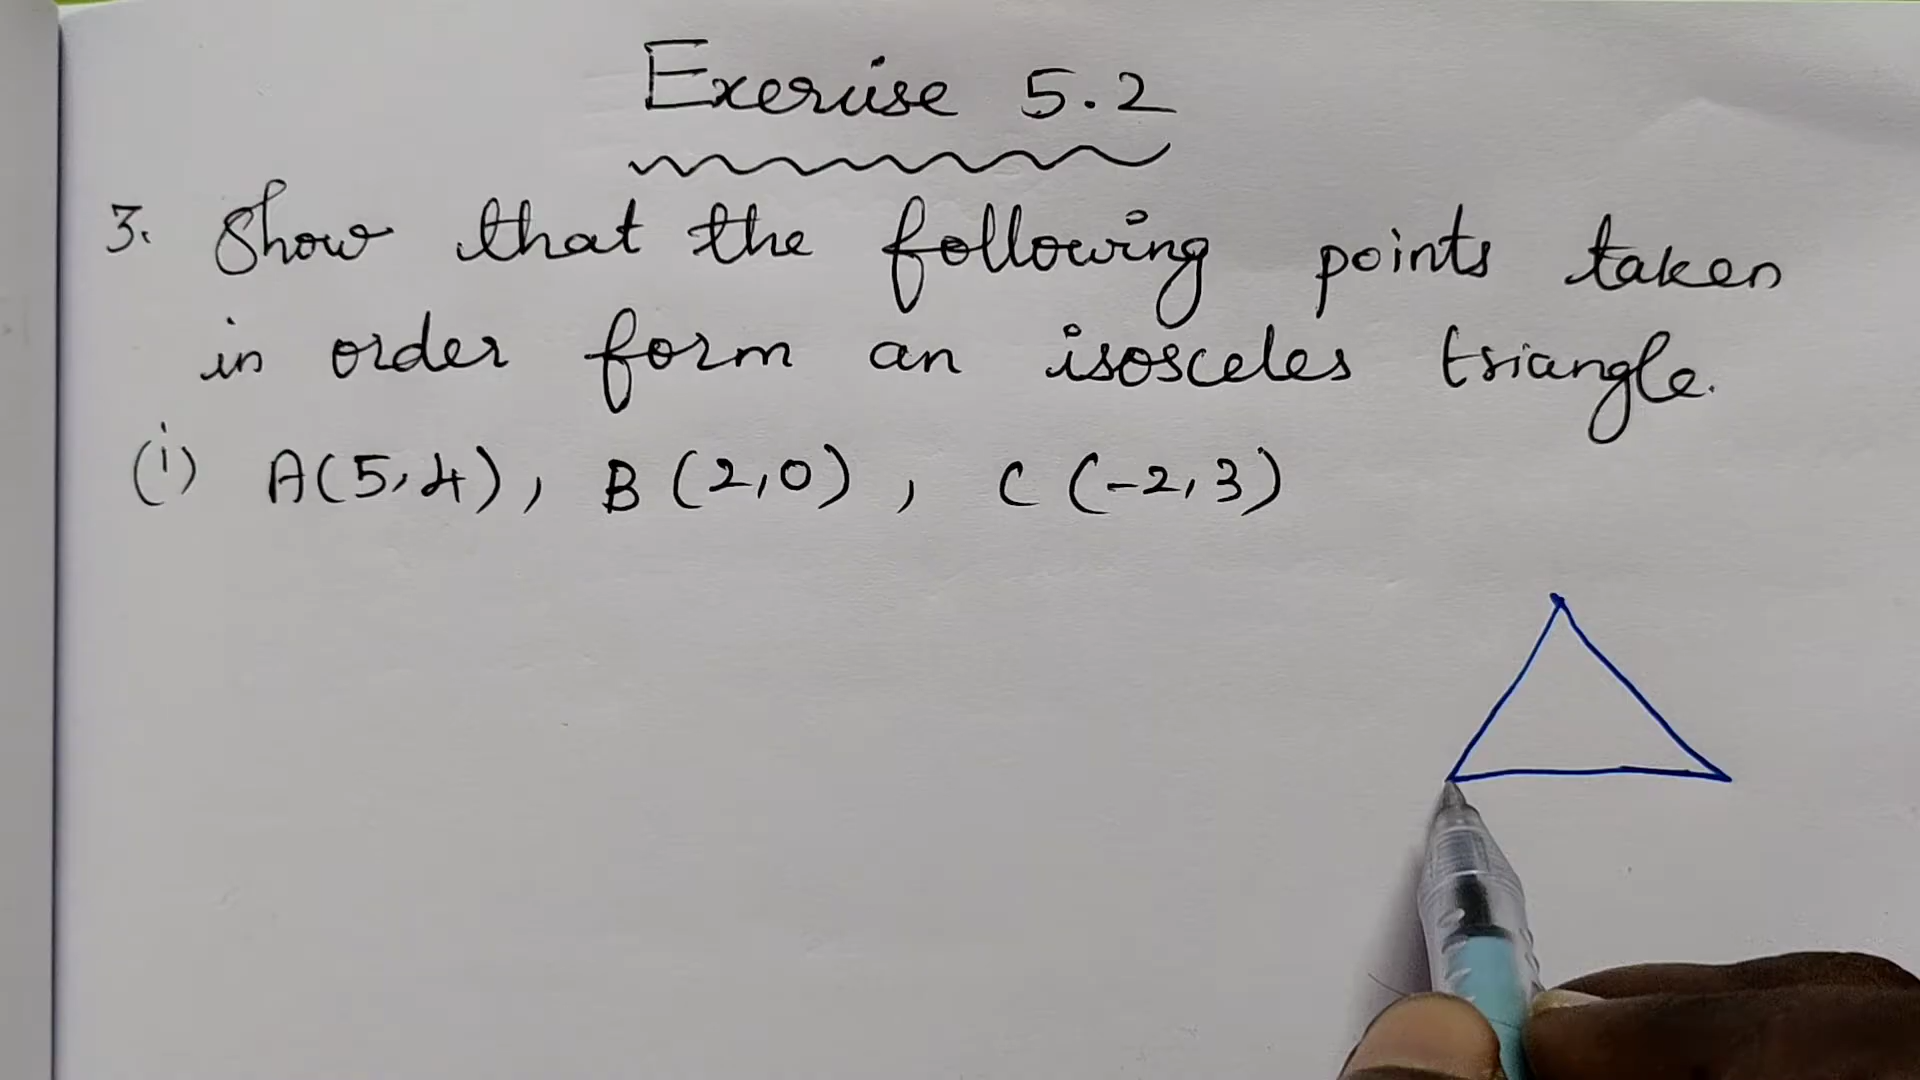 Exercise 5.2
3. Show that the following points taken
in order form an isosceles triangle.
(i) A(5,4), B(2,0), C(-2,3)